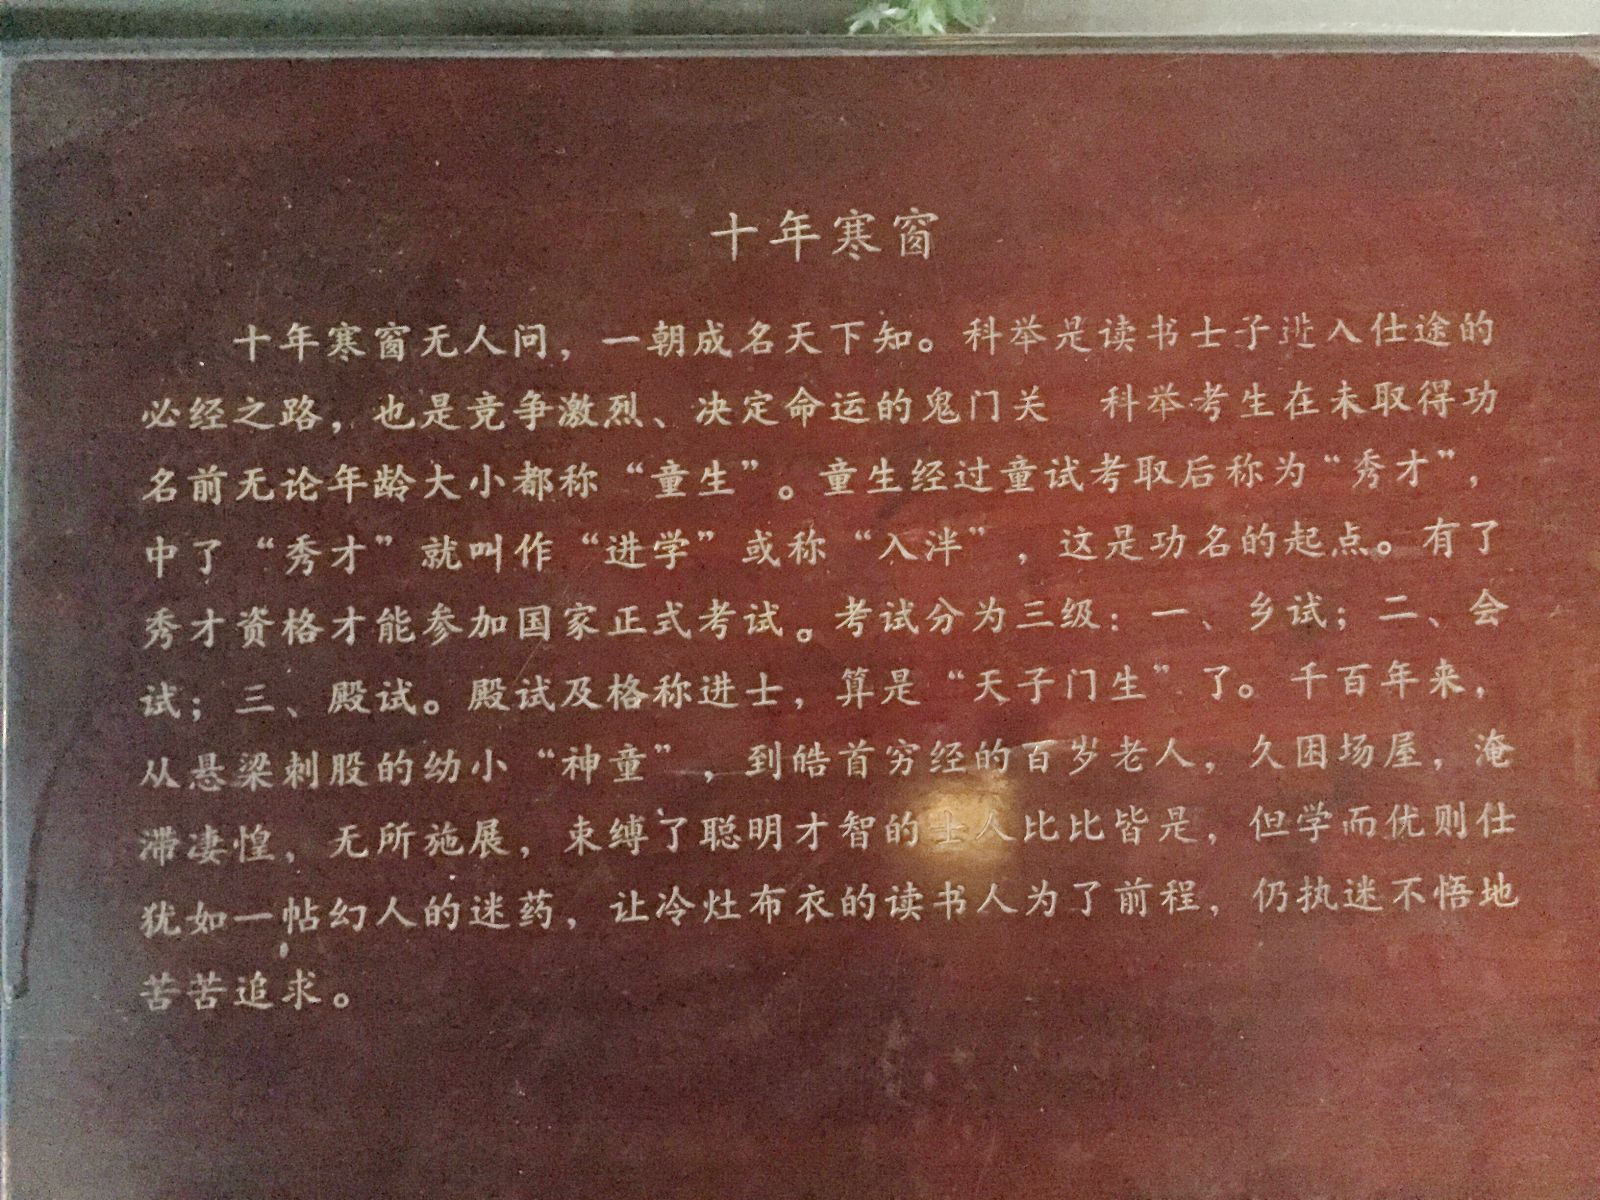 十年寒窗
十年寒窗无人问，一朝成名天下知。科举是读书士子进入仕途的
必经之路，也是竞争激烈、决定命运的鬼门关 科举考生在未取得功
名前无论年龄大小都称“童生”。童生经过童试考取后称为“秀才”，
中了“秀才”就叫作“进学”或称“入泮”，这是功名的起点。有了
秀才资格才能参加国家正式考试。考试分为三级：一、乡试；二、会
试；三、殿试。殿试及格称进士，算是“天子门生”了。千百年来，
从悬梁刺股的幼小“神童”，到皓首穷经的百岁老人，久困场屋，淹
滞凄惶，无所施展，束缚了聪明才智的士人比比皆是，但学而优则仕
犹如一帖幻人的迷药，让冷灶布衣的读书人为了前程，仍执迷不悟地
苦苦追求。